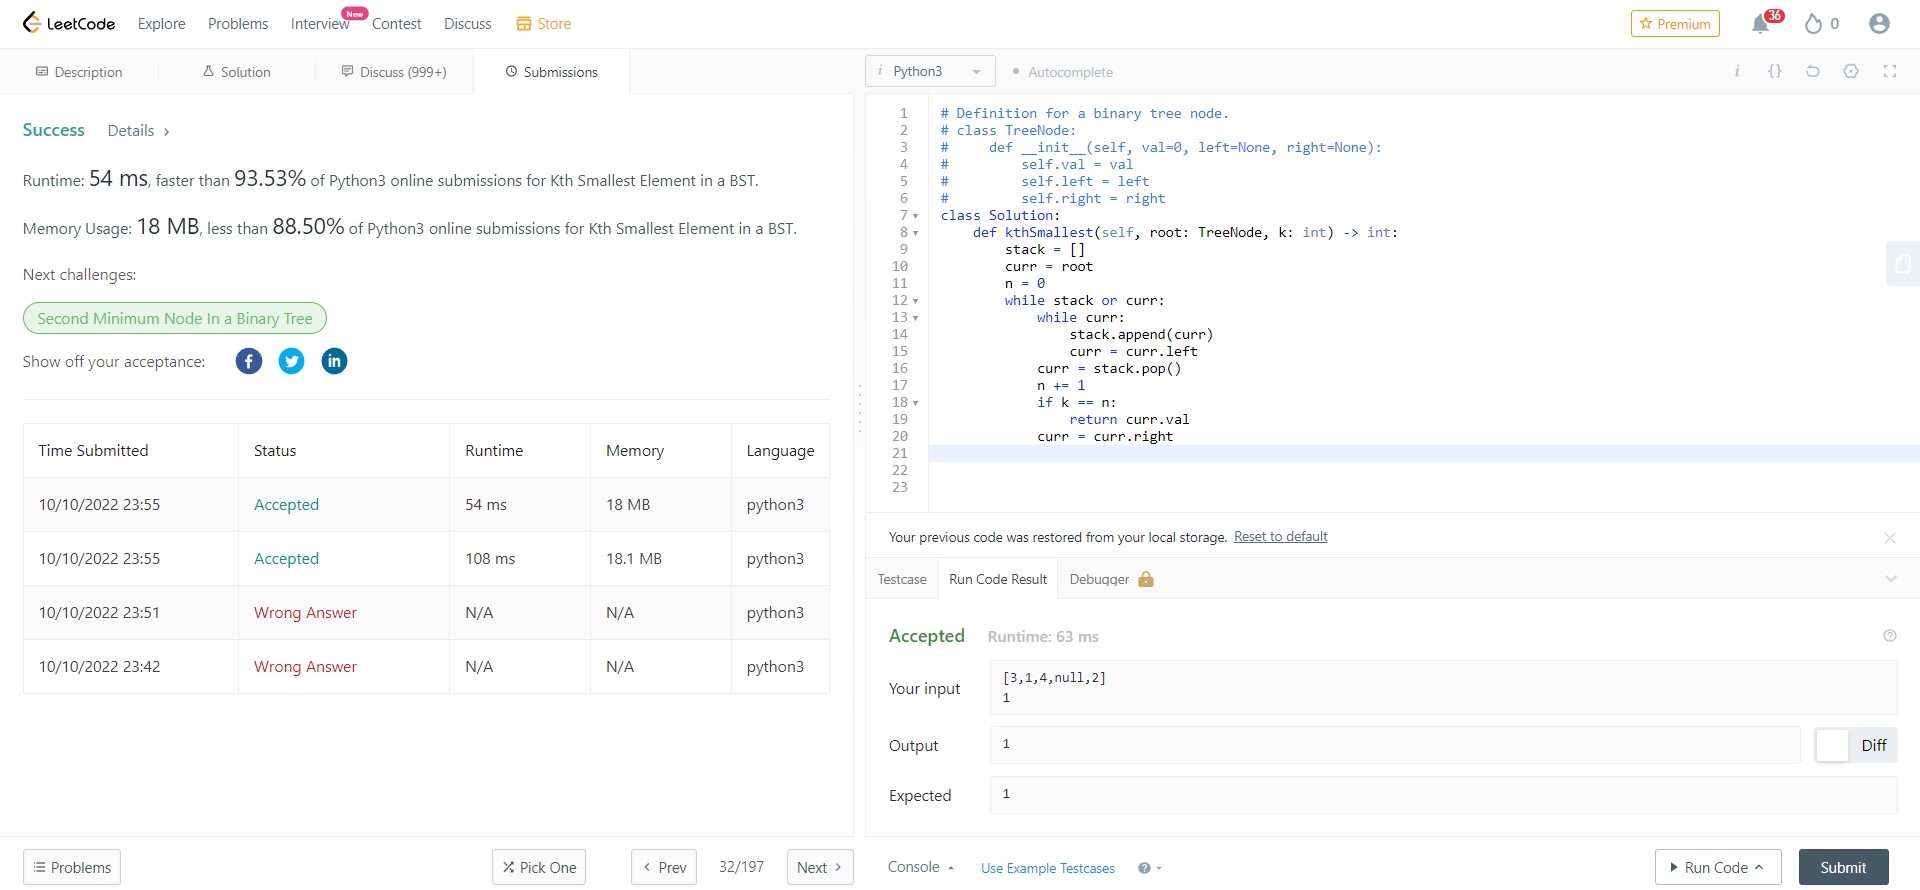 LeetCode Explore Problems Interview New Contest Discuss Store Premium 36 0
Description Solution Discuss (999+) Submissions
Success Details >
Runtime: 54 ms, faster than 93.53% of Python3 online submissions for Kth Smallest Element in a BST.
Memory Usage: 18 MB, less than 88.50% of Python3 online submissions for Kth Smallest Element in a BST.
Next challenges:
Second Minimum Node In a Binary Tree
Show off your acceptance:
Time Submitted Status Runtime Memory Language
10/10/2022 23:55 Accepted 54 ms 18 MB python3
10/10/2022 23:55 Accepted 108 ms 18.1 MB python3
10/10/2022 23:51 Wrong Answer N/A N/A python3
10/10/2022 23:42 Wrong Answer N/A N/A python3
Problems Pick One < Prev 32/197 Next >
i Python3 Autocomplete i {}
1 # Definition for a binary tree node.
2 # class TreeNode:
3 #     def __init__(self, val=0, left=None, right=None):
4 #         self.val = val
5 #         self.left = left
6 #         self.right = right
7 class Solution:
8     def kthSmallest(self, root: TreeNode, k: int) -> int:
9         stack = []
10         curr = root
11         n = 0
12         while stack or curr:
13             while curr:
14                 stack.append(curr)
15                 curr = curr.left
16             curr = stack.pop()
17             n += 1
18             if k == n:
19                 return curr.val
20             curr = curr.right
21
22
23
Your previous code was restored from your local storage. Reset to default
Testcase Run Code Result Debugger
Accepted Runtime: 63 ms
Your input
[3,1,4,null,2]
1
Output 1 Diff
Expected 1
Console Use Example Testcases Run Code Submit